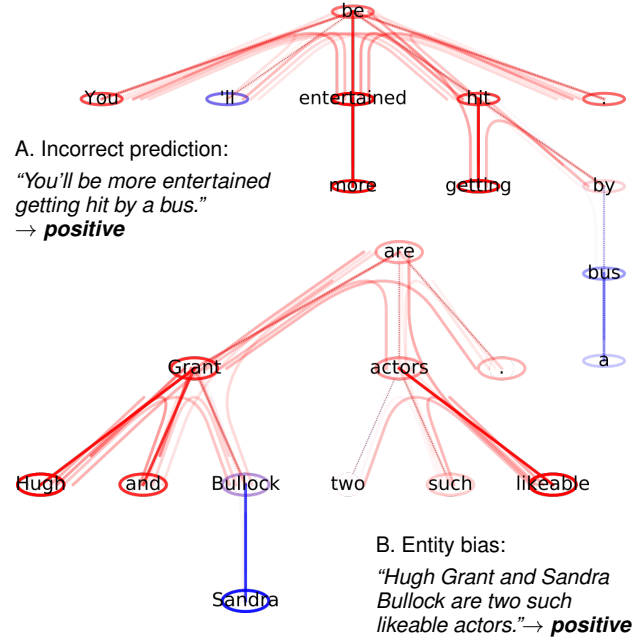 be
You 'll entertained hit .
A. Incorrect prediction:
“You’ll be more entertained
getting hit by a bus.”
→ positive
more getting by
bus
a
are
Grant actors .
Hugh and Bullock two such likeable
Sandra
B. Entity bias:
“Hugh Grant and Sandra
Bullock are two such
likeable actors.”→ positive